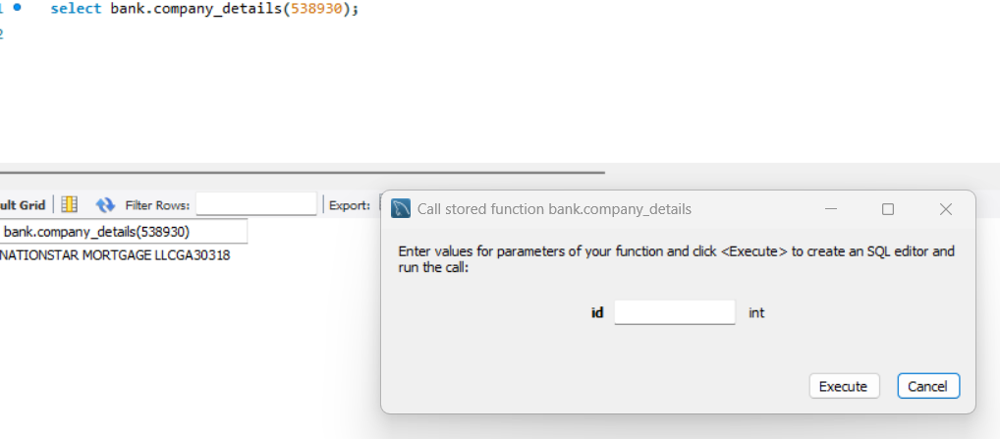 1 select bank.company_details(538930);
2
ult Grid Filter Rows: Export:
bank.company_details(538930)
NATIONSTAR MORTGAGE LLCGA30318
Call stored function bank.company_details
Enter values for parameters of your function and click <Execute> to create an SQL editor and
run the call:
id int
Execute Cancel